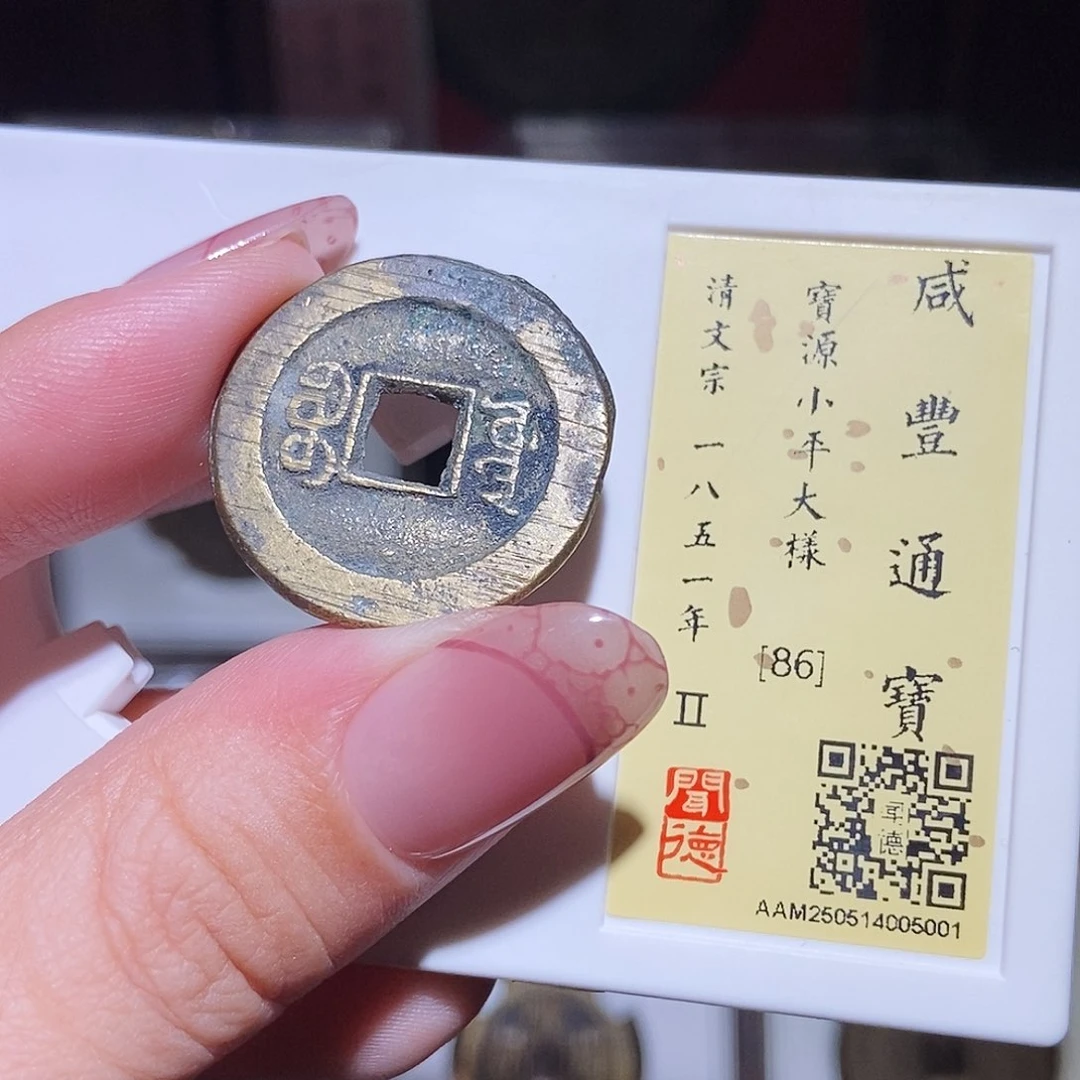 咸豐通寶
寶源小平大樣
[86]
清文宗 一八五一年
II
聞德
AAM250514005001